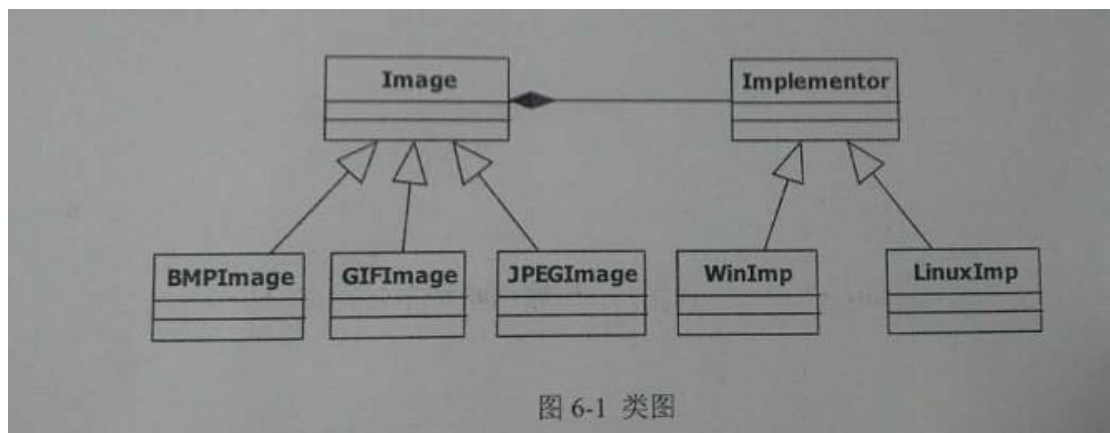 Image
Implementor
BMPImage
GIFImage
JPEGImage
WinImp
LinuxImp
图 6-1 类图